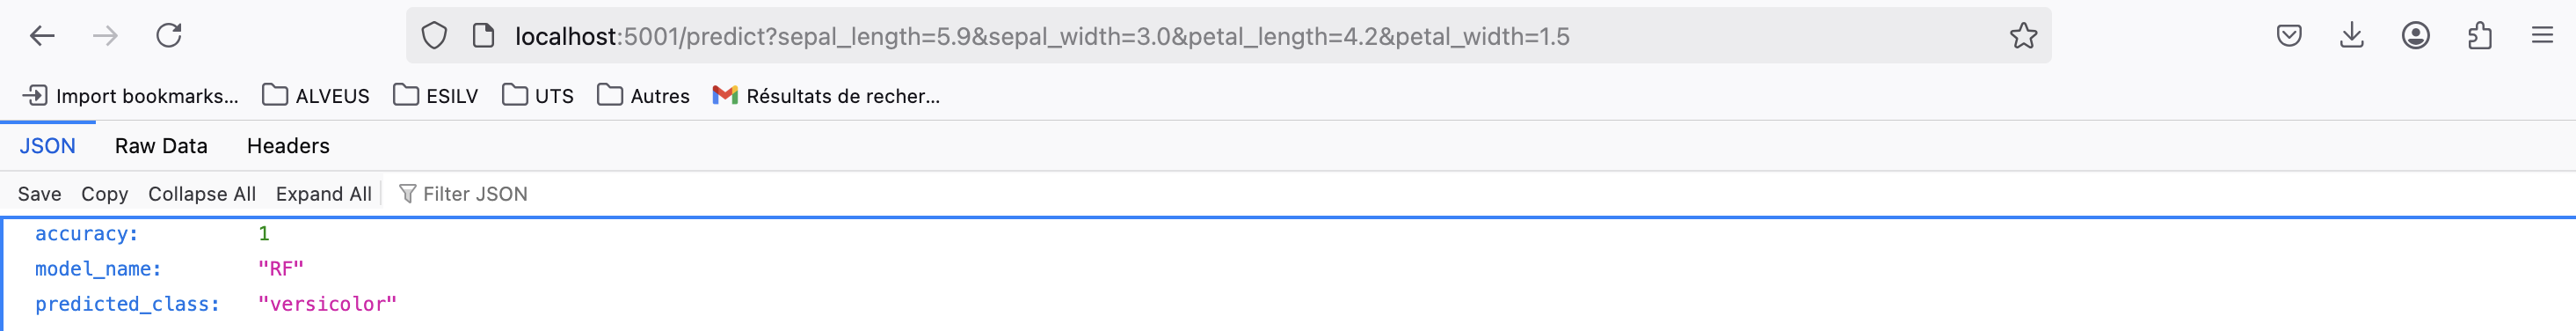 localhost:5001/predict?sepal_length=5.9&sepal_width=3.0&petal_length=4.2&petal_width=1.5
Import bookmarks... ALVEUS ESILV UTS Autres Résultats de recher...
JSON Raw Data Headers
Save Copy Collapse All Expand All Filter JSON
accuracy: 1
model_name: "RF"
predicted_class: "versicolor"